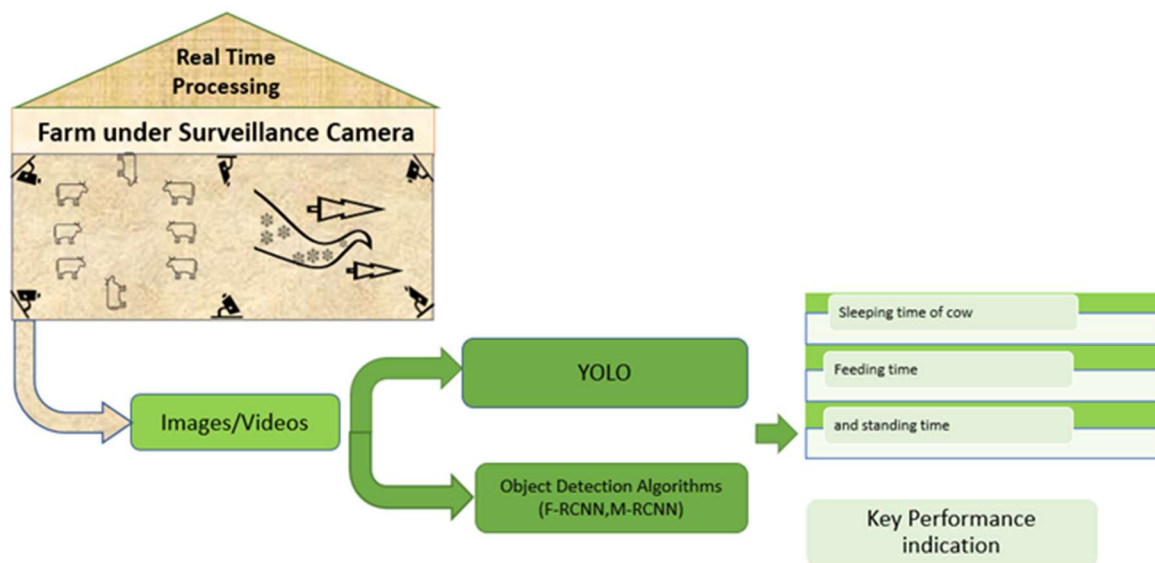 Real Time
Processing
Farm under Surveillance Camera
Images/Videos
YOLO
Object Detection Algorithms
(F-RCNN,M-RCNN)
Sleeping time of cow
Feeding time
and standing time
Key Performance
indication